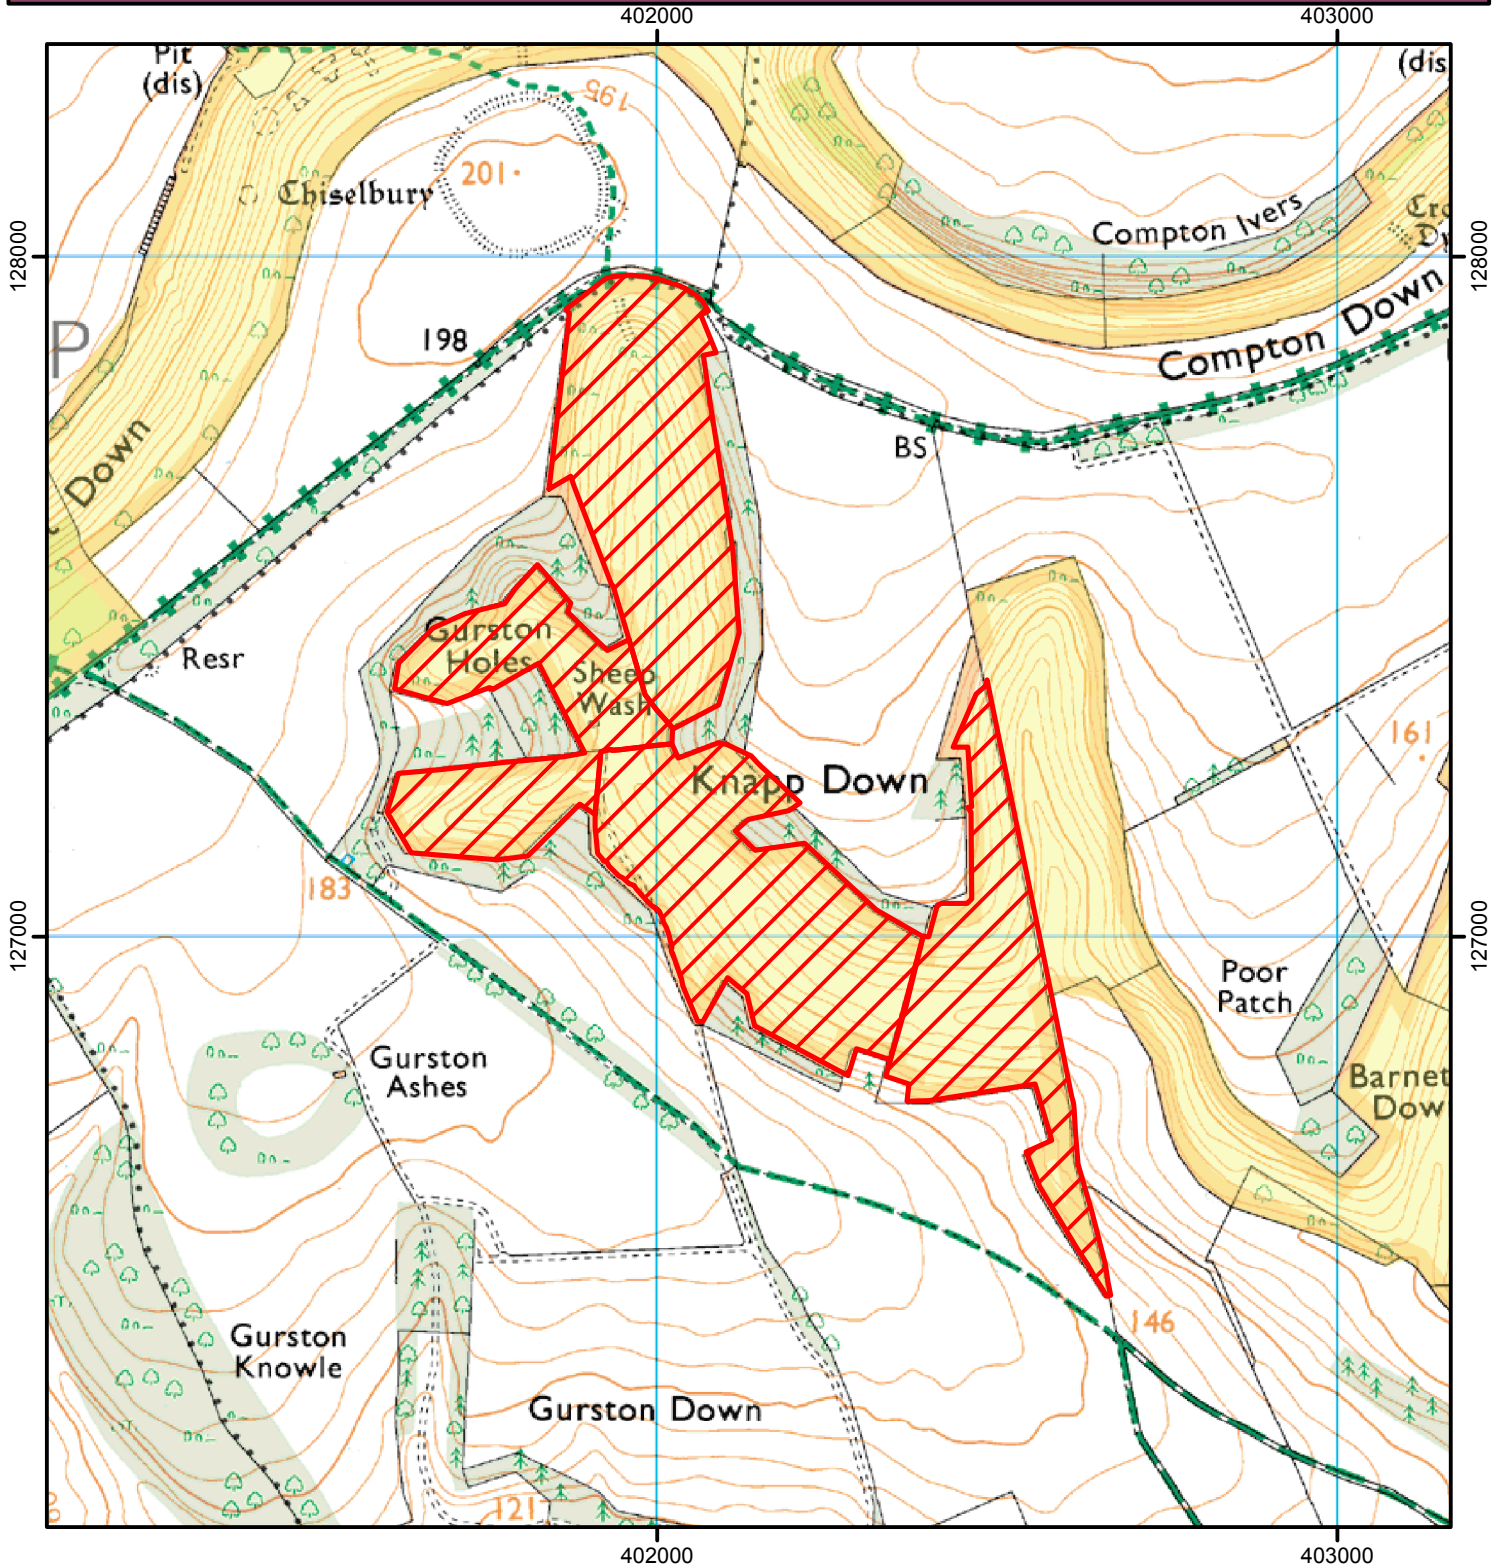 402000
403000
Pit
(dis)
(dis
195
201
Chiselbury
Compton Ivers
128000
128000
Compton Down
198
P
BS
Down
Gurston
Holes
Resr
Sheep
Wash
161
Knapp Down
183
127000
127000
Poor
Patch
Gurston
Ashes
Barnet
Dow
146
Gurston
Knowle
Gurston Down
121
402000
403000